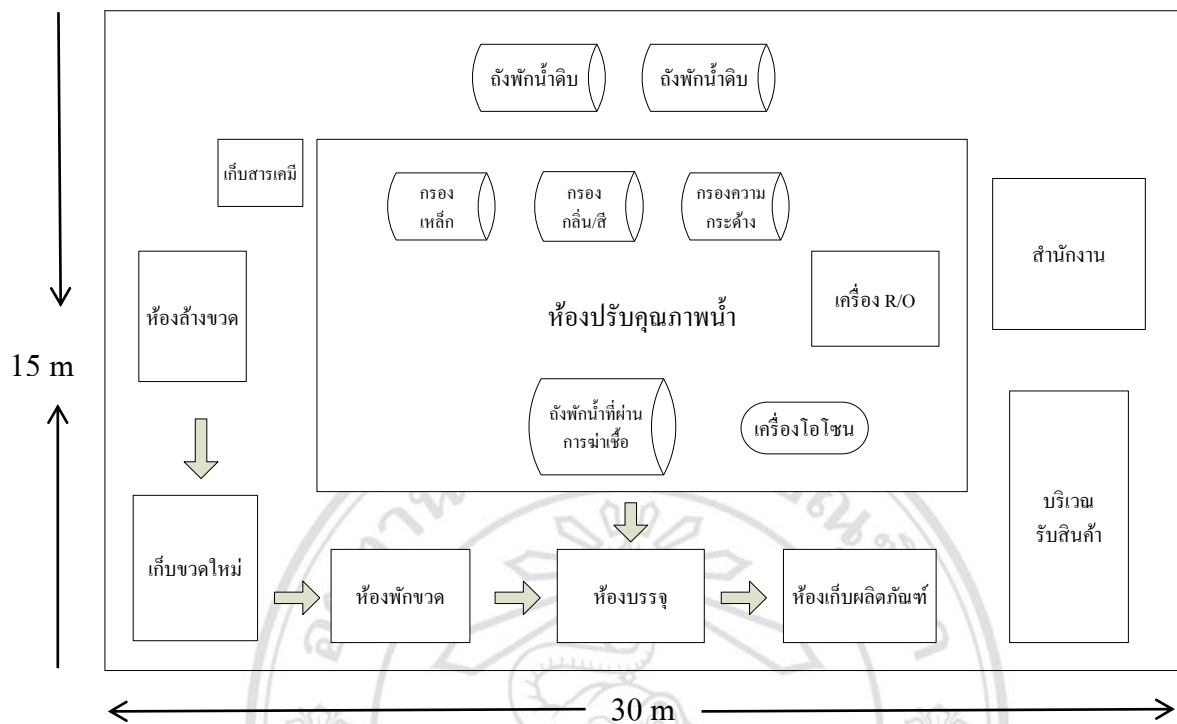 ถังพักน้ำดิบ
ถังพักน้ำดิบ
เก็บสารเคมี
กรอง
เหล็ก
กรอง
กลิ่น/สี
กรองความ
กระด้าง
สำนักงาน
ห้องล้างขวด
ห้องปรับคุณภาพน้ำ
เครื่อง R/O
15 m
ถังพักน้ำที่ผ่าน
การฆ่าเชื้อ
เครื่องโอโซน
บริเวณ
รับสินค้า
เก็บขวดใหม่
ห้องพักขวด
ห้องบรรจุ
ห้องเก็บผลิตภัณฑ์
30 m